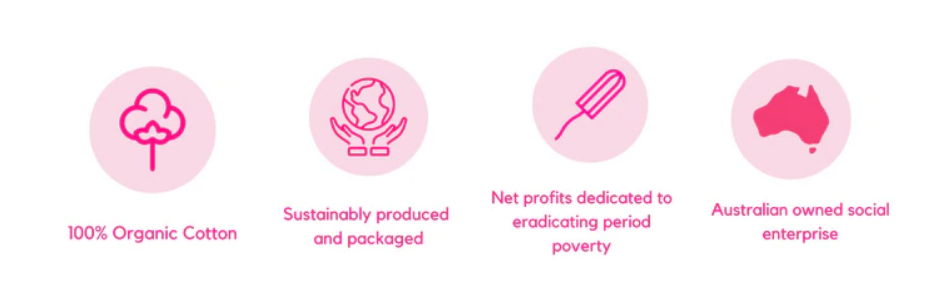 100% Organic Cotton
Sustainably produced
and packaged
Net profits dedicated to
eradicating period
poverty
Australian owned social
enterprise